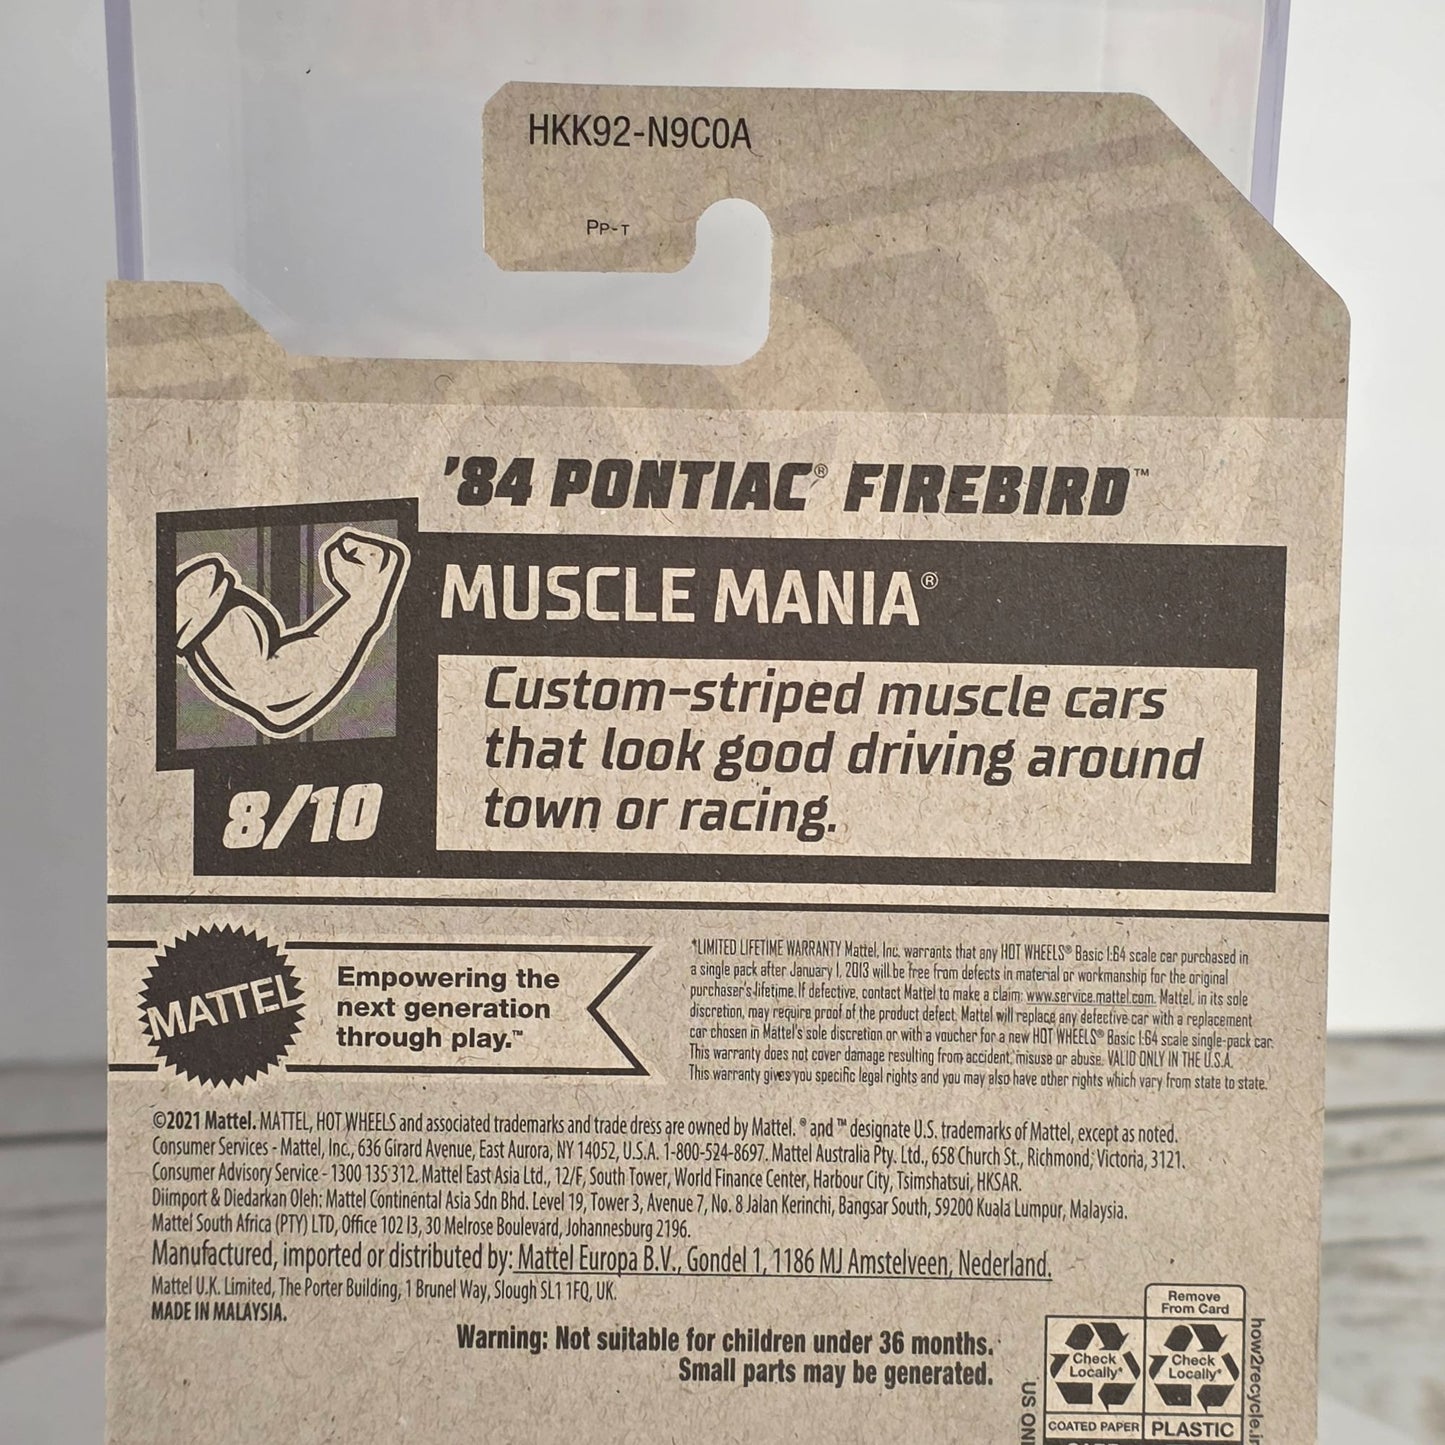 HKK92-N9C0A
PP-T
'84 PONTIAC® FIREBIRD™
MUSCLE MANIA®
Custom-striped muscle cars
that look good driving around
town or racing.
8/10
MATTEL
Empowering the
next generation
through play.™
*LIMITED LIFETIME WARRANTY Mattel, Inc. warrants that any HOT WHEELS® Basic 1:64 scale car purchased in
a single pack after January 1, 2013 will be free from defects in material or workmanship for the original
purchaser's lifetime. If defective, contact Mattel to make a claim: www.service.mattel.com. Mattel, in its sole
discretion, may require proof of the product defect. Mattel will replace any defective car with a replacement
car chosen in Mattel's sole discretion or with a voucher for a new HOT WHEELS® Basic 1:64 scale single-pack car.
This warranty does not cover damage resulting from accident, misuse or abuse. VALID ONLY IN THE U.S.A.
This warranty gives you specific legal rights and you may also have other rights which vary from state to state.
©2021 Mattel. MATTEL, HOT WHEELS and associated trademarks and trade dress are owned by Mattel. ® and ™ designate U.S. trademarks of Mattel, except as noted.
Consumer Services - Mattel, Inc., 636 Girard Avenue, East Aurora, NY 14052, U.S.A. 1-800-524-8697. Mattel Australia Pty. Ltd., 658 Church St., Richmond, Victoria, 3121.
Consumer Advisory Service - 1300 135 312. Mattel East Asia Ltd., 12/F, South Tower, World Finance Center, Harbour City, Tsimshatsui, HKSAR.
Diimport & Diedarkan Oleh: Mattel Continental Asia Sdn Bhd. Level 19, Tower 3, Avenue 7, No. 8 Jalan Kerinchi, Bangsar South, 59200 Kuala Lumpur, Malaysia.
Mattel South Africa (PTY) LTD, Office 102 I3, 30 Melrose Boulevard, Johannesburg 2196.
Manufactured, imported or distributed by: Mattel Europa B.V., Gondel 1, 1186 MJ Amstelveen, Nederland.
Mattel U.K. Limited, The Porter Building, 1 Brunel Way, Slough SL1 1FQ, UK.
MADE IN MALAYSIA.
Warning: Not suitable for children under 36 months.
Small parts may be generated.
Remove
From Card
Check
Locally*
Check
Locally*
COATED PAPER
PLASTIC
how2recycle.in
US ON